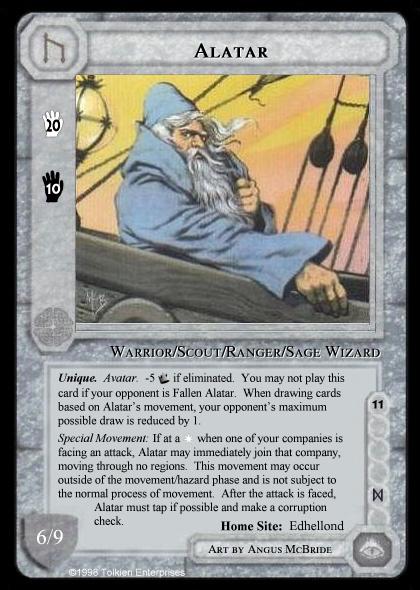 ALATAR
20
10
WARRIOR/SCOUT/RANGER/SAGE WIZARD
Unique. Avatar. -5 if eliminated. You may not play this
card if your opponent is Fallen Alatar. When drawing cards
based on Alatar's movement, your opponent's maximum
possible draw is reduced by 1.
Special Movement: If at a when one of your companies is
facing an attack, Alatar may immediately join that company,
moving through no regions. This movement may occur
outside of the movement/hazard phase and is not subject to
the normal process of movement. After the attack is faced,
Alatar must tap if possible and make a corruption
check.
11
6/9
Home Site: Edhellond
ART BY ANGUS MCBRIDE
©1998 Tolkien Enterprises